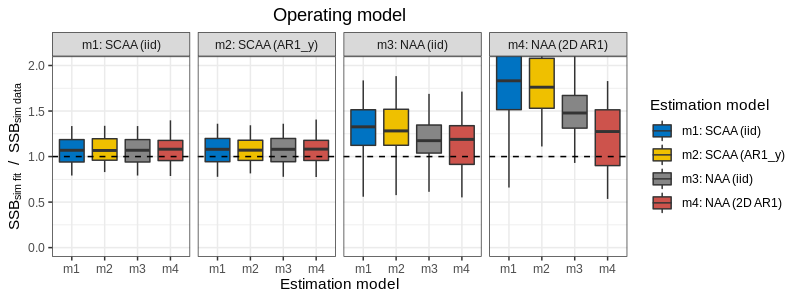 Operating model
m1: SCAA (iid)
m2: SCAA (AR1_y)
m3: NAA (iid)
m4: NAA (2D AR1)
SSBsim fit / SSBsim data
2.0
1.5
1.0
0.5
0.0
m1 m2 m3 m4
m1 m2 m3 m4
m1 m2 m3 m4
m1 m2 m3 m4
Estimation model
Estimation model
m1: SCAA (iid)
m2: SCAA (AR1_y)
m3: NAA (iid)
m4: NAA (2D AR1)